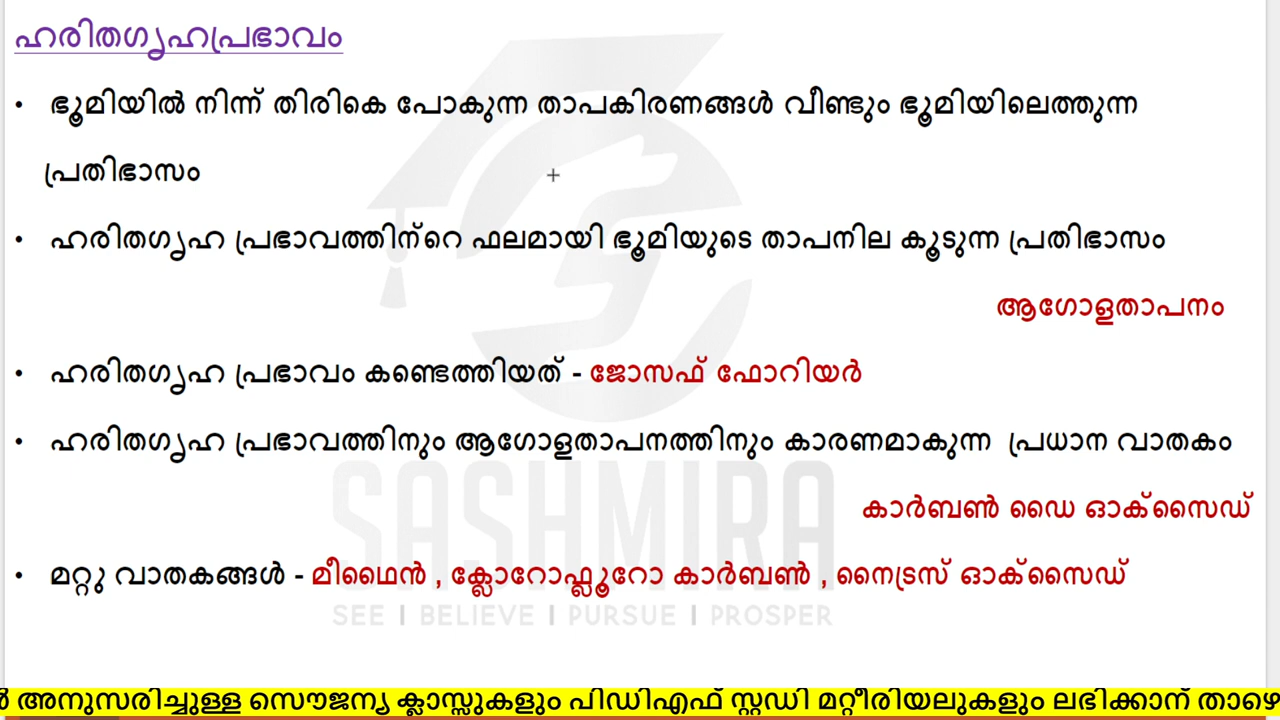 ഹരിതഗൃഹപ്രഭാവം
• ഭൂമിയിൽ നിന്ന് തിരികെ പോകുന്ന താപകിരണങ്ങൾ വീണ്ടും ഭൂമിയിലെത്തുന്ന
പ്രതിഭാസം
• ഹരിതഗൃഹ പ്രഭാവത്തിന്റെ ഫലമായി ഭൂമിയുടെ താപനില കൂടുന്ന പ്രതിഭാസം
ആഗോളതാപനം
• ഹരിതഗൃഹ പ്രഭാവം കണ്ടെത്തിയത് - ജോസഫ് ഫോറിയർ
• ഹരിതഗൃഹ പ്രഭാവത്തിനും ആഗോളതാപനത്തിനും കാരണമാകുന്ന പ്രധാന വാതകം
കാർബൺ ഡൈ ഓക്സൈഡ്
• മറ്റു വാതകങ്ങൾ - മീഥൈൻ , ക്ലോറോഫ്ലൂറോ കാർബൺ , നൈട്രസ് ഓക്സൈഡ്
SASHMIRA
SEE | BELIEVE | PURSUE | PROSPER
അനുസരിച്ചുള്ള സൌജന്യ ക്ലാസ്സുകളും പിഡിഎഫ് സ്റ്റഡി മറ്റീരിയലുകളും ലഭിക്കാന്